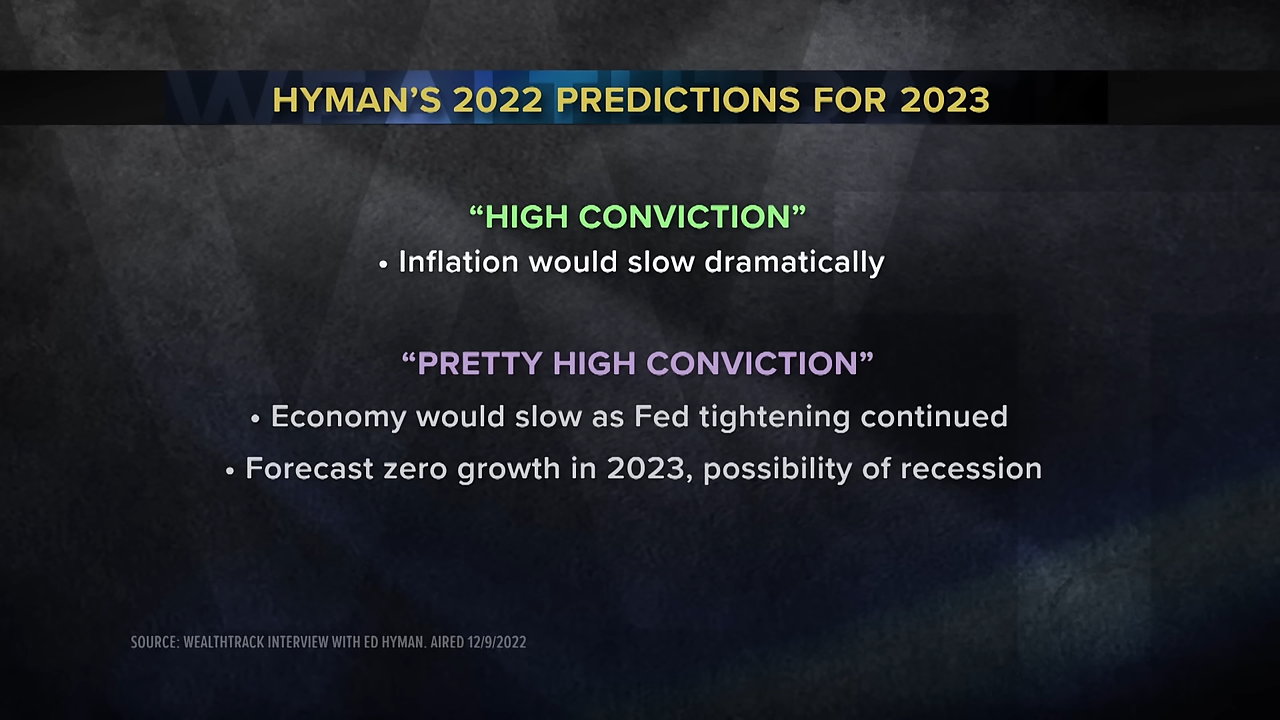 HYMAN'S 2022 PREDICTIONS FOR 2023
“HIGH CONVICTION”
• Inflation would slow dramatically
“PRETTY HIGH CONVICTION”
• Economy would slow as Fed tightening continued
• Forecast zero growth in 2023, possibility of recession
SOURCE: WEALTHTRACK INTERVIEW WITH ED HYMAN. AIRED 12/9/2022